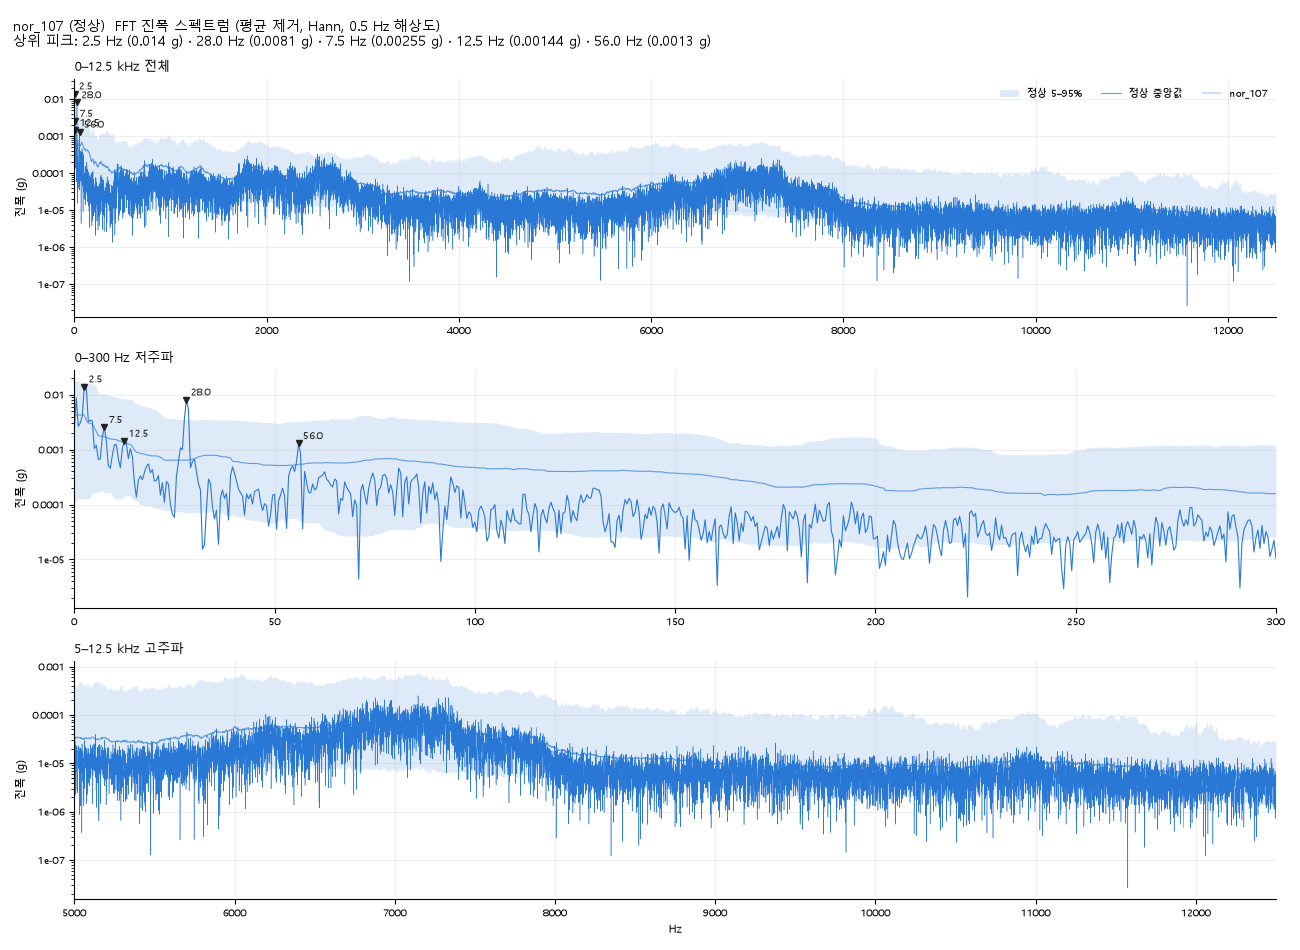 nor_107 (정상)  FFT 진폭 스펙트럼 (평균 제거, Hann, 0.5 Hz 해상도)
상위 피크: 2.5 Hz (0.014 g) · 28.0 Hz (0.0081 g) · 7.5 Hz (0.00255 g) · 12.5 Hz (0.00144 g) · 56.0 Hz (0.0013 g)
0–12.5 kHz 전체
정상 5–95% 정상 중앙값 nor_107
2.5
28.0
7.5
12.5
56.0
진폭 (g)
0.01
0.001
0.0001
1e-05
1e-06
1e-07
0 2000 4000 6000 8000 10000 12000
0–300 Hz 저주파
2.5
28.0
7.5
12.5
56.0
진폭 (g)
0.01
0.001
0.0001
1e-05
0 50 100 150 200 250 300
5–12.5 kHz 고주파
진폭 (g)
0.001
0.0001
1e-05
1e-06
1e-07
5000 6000 7000 8000 9000 10000 11000 12000
Hz